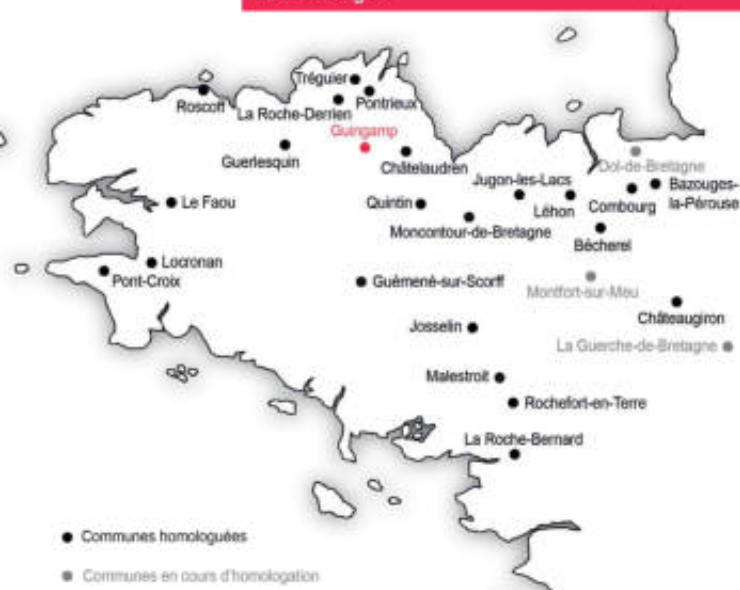 Tréguier
Roscoff
La Roche-Derrien
Pontrieux
Guingamp
Guerlesquin
Châtelaudren
Dol-de-Bretagne
Jugon-les-Lacs
Bazouges-
la-Pérouse
Le Faou
Quintin
Léhon
Combourg
Moncontour-de-Bretagne
Bécherel
Locronan
Pont-Croix
Guémené-sur-Scorff
Montfort-sur-Meu
Châteaugiron
Josselin
La Guerche-de-Bretagne
Malestroit
Rochefort-en-Terre
La Roche-Bernard
Communes homologuées
Communes en cours d'homologation